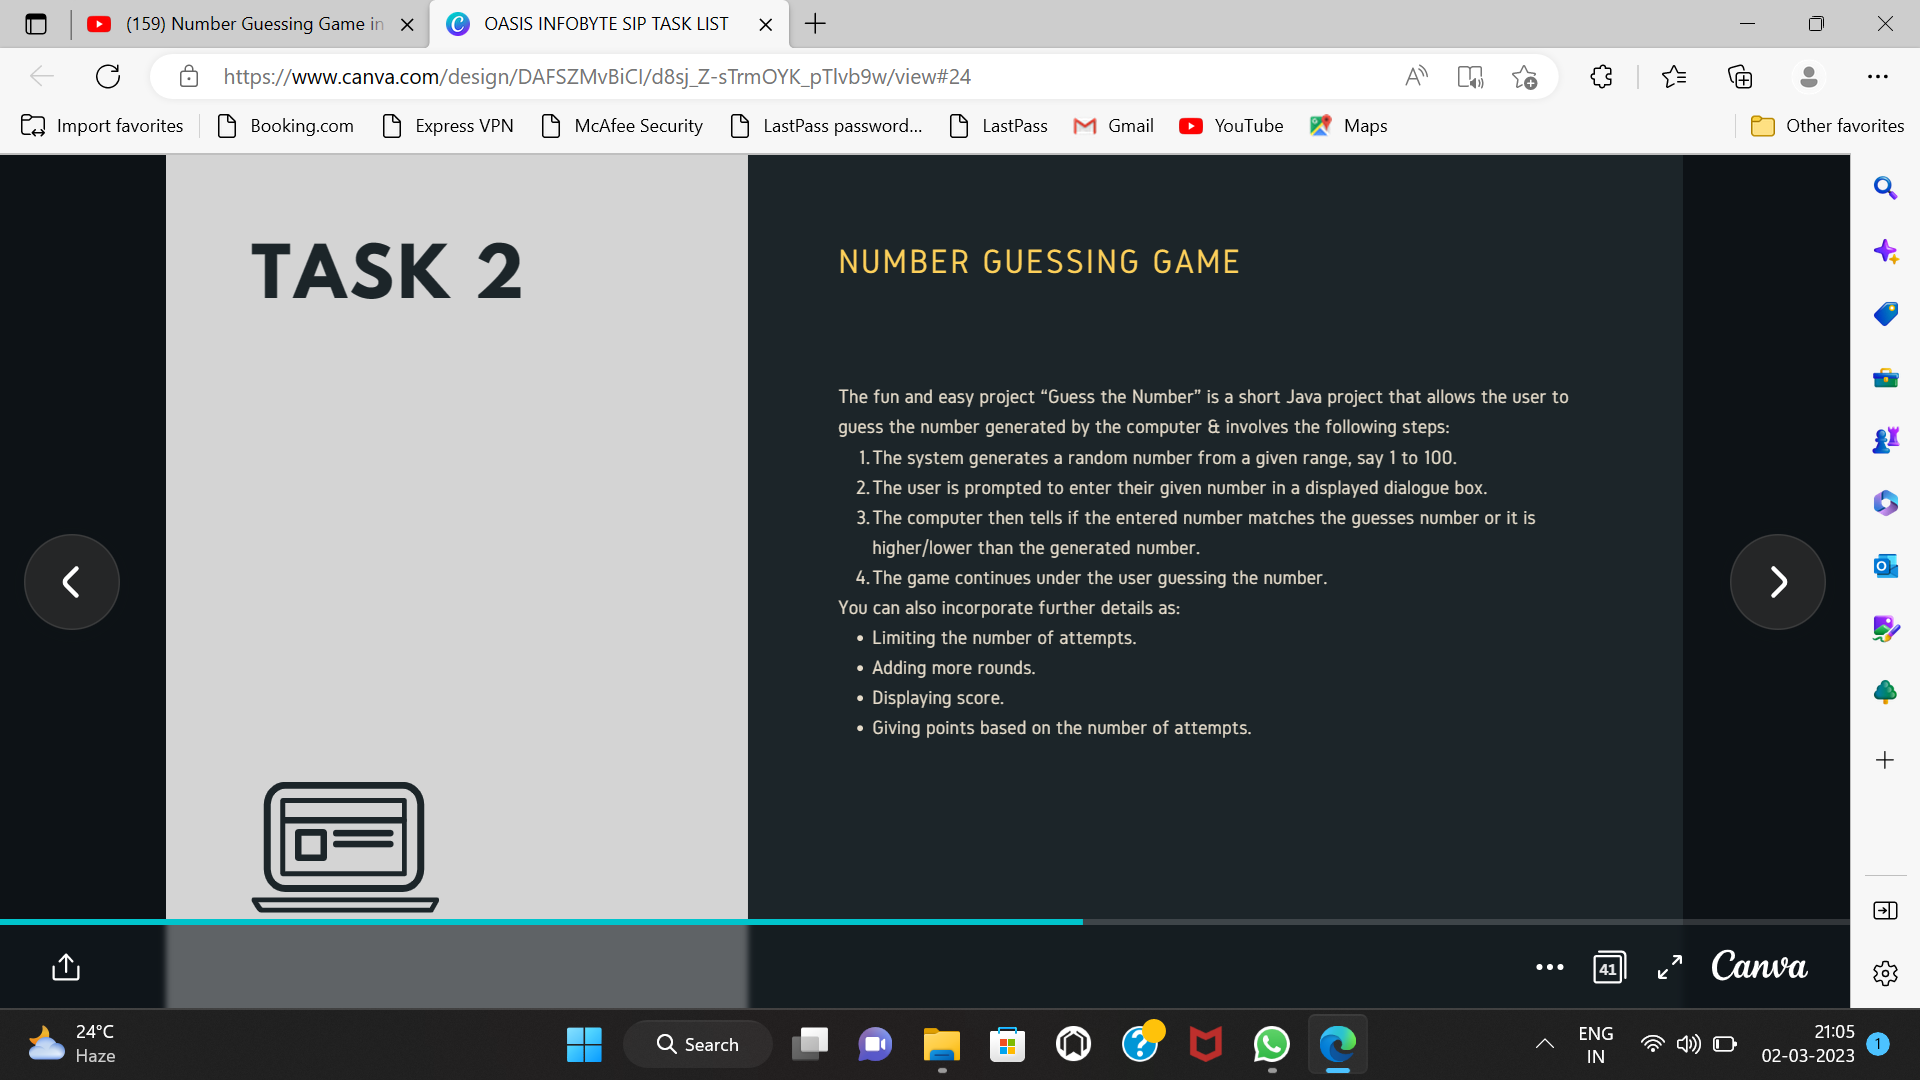 (159) Number Guessing Game in
OASIS INFOBYTE SIP TASK LIST
https://www.canva.com/design/DAFSZMvBiCI/d8sj_Z-sTrmOYK_pTlvb9w/view#24
Import favorites
Booking.com
Express VPN
McAfee Security
LastPass password...
LastPass
Gmail
YouTube
Maps
Other favorites
TASK 2
NUMBER GUESSING GAME
The fun and easy project “Guess the Number” is a short Java project that allows the user to
guess the number generated by the computer & involves the following steps:
1. The system generates a random number from a given range, say 1 to 100.
2. The user is prompted to enter their given number in a displayed dialogue box.
3. The computer then tells if the entered number matches the guesses number or it is
higher/lower than the generated number.
4. The game continues under the user guessing the number.
You can also incorporate further details as:
• Limiting the number of attempts.
• Adding more rounds.
• Displaying score.
• Giving points based on the number of attempts.
41
Canva
24°C
Haze
Search
ENG
IN
21:05
02-03-2023
1